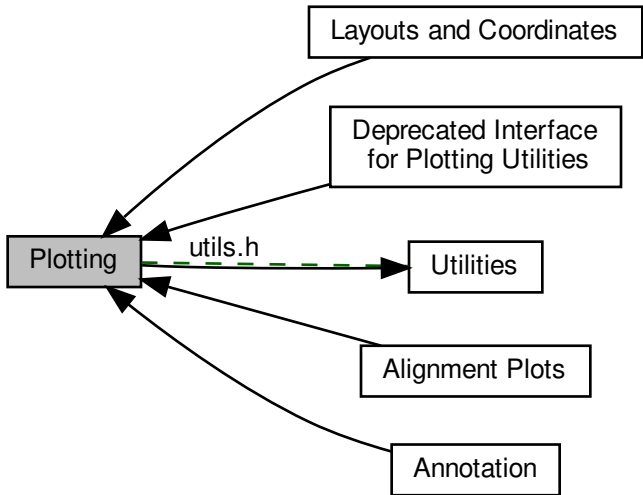 Layouts and Coordinates
Deprecated Interface
for Plotting Utilities
Plotting
utils.h
Utilities
Alignment Plots
Annotation